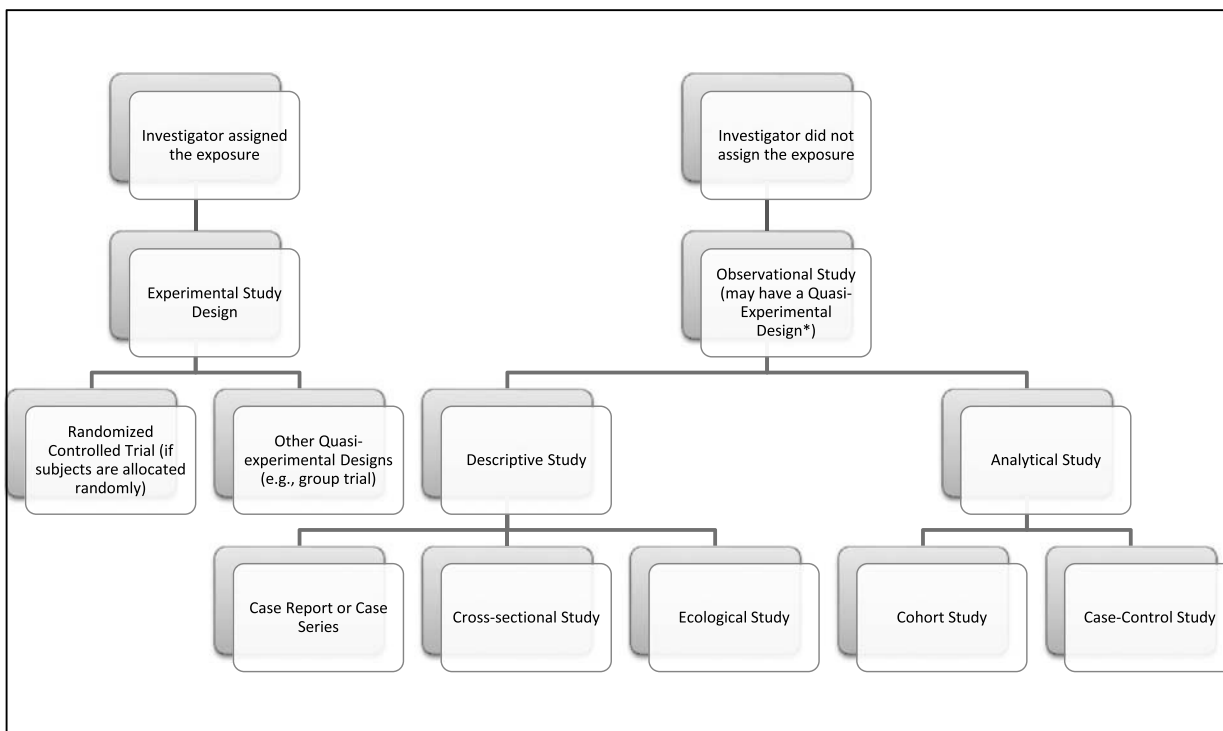 Investigator assigned
the exposure
Investigator did not
assign the exposure
Experimental Study
Design
Observational Study
(may have a Quasi-
Experimental
Design*)
Randomized
Controlled Trial (if
subjects are allocated
randomly)
Other Quasi-
experimental Designs
(e.g., group trial)
Descriptive Study
Analytical Study
Case Report or Case
Series
Cross-sectional Study
Ecological Study
Cohort Study
Case-Control Study